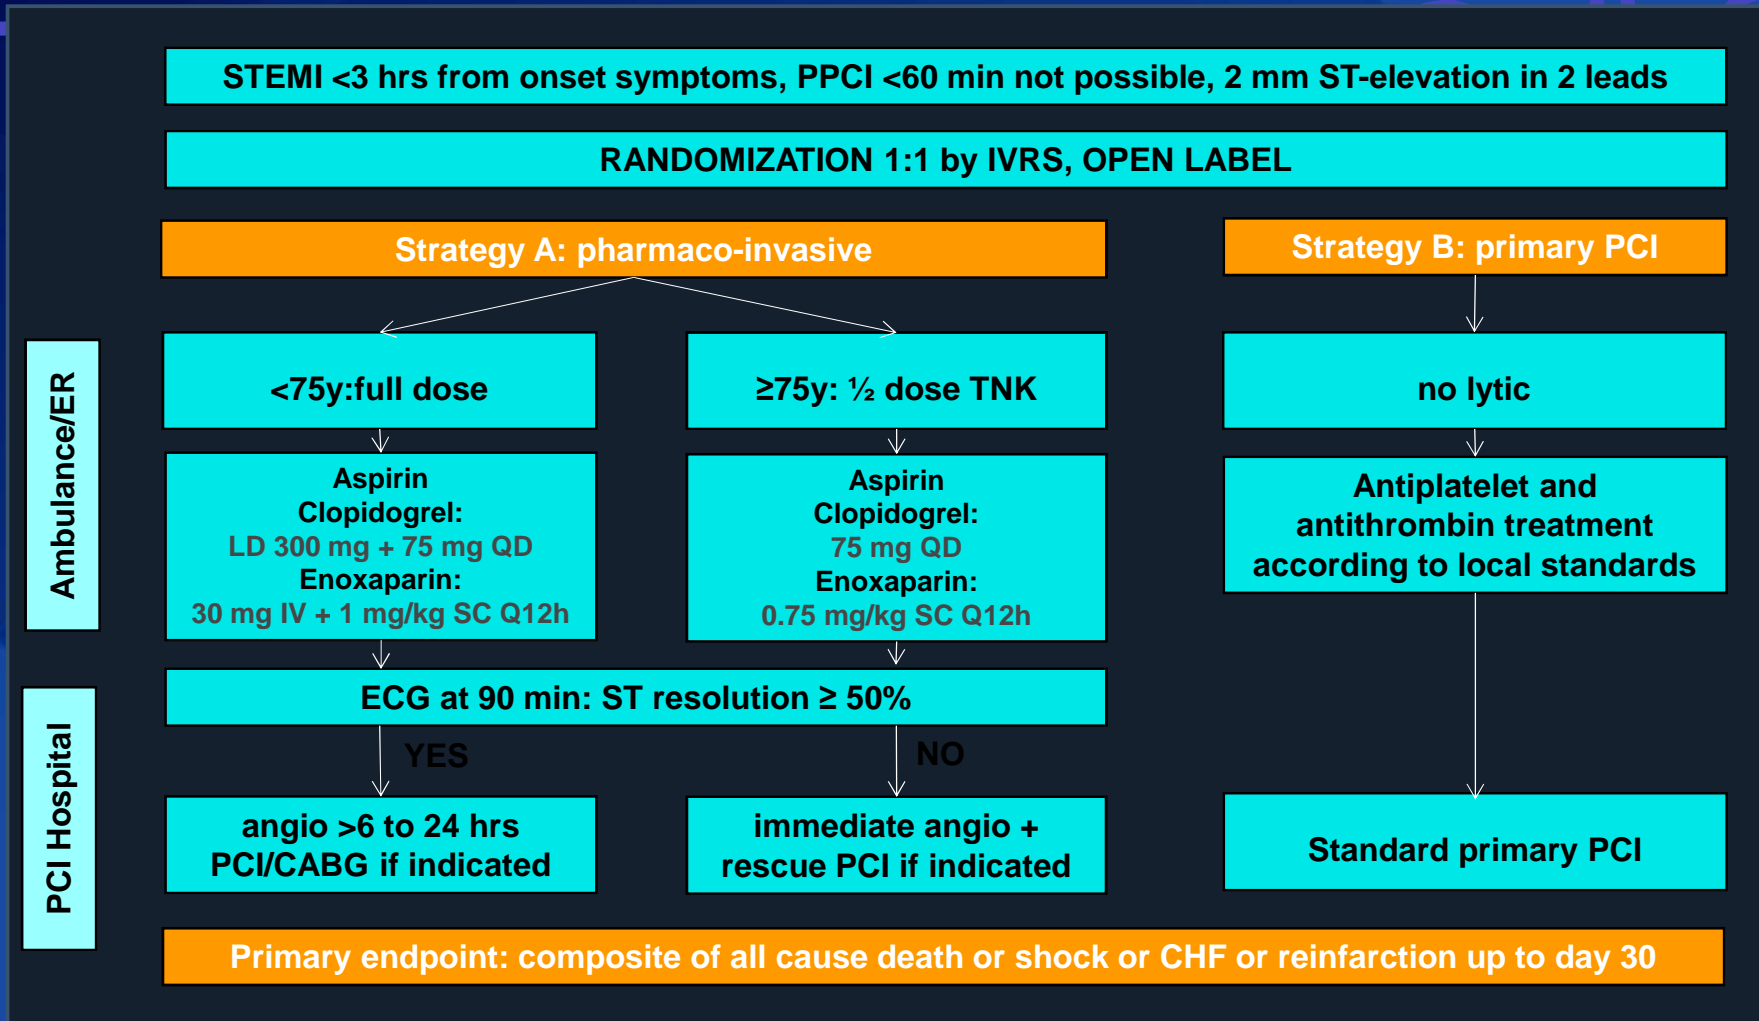 STEMI <3 hrs from onset symptoms, PPCI <60 min not possible, 2 mm ST-elevation in 2 leads
RANDOMIZATION 1:1 by IVRS, OPEN LABEL
Strategy A: pharmaco-invasive
Strategy B: primary PCI
Ambulance/ER
<75y:full dose
≥75y: ½ dose TNK
no lytic
Aspirin
Clopidogrel:
LD 300 mg + 75 mg QD
Enoxaparin:
30 mg IV + 1 mg/kg SC Q12h
Aspirin
Clopidogrel:
75 mg QD
Enoxaparin:
0.75 mg/kg SC Q12h
Antiplatelet and
antithrombin treatment
according to local standards
PCI Hospital
ECG at 90 min: ST resolution ≥ 50%
YES
NO
angio >6 to 24 hrs
PCI/CABG if indicated
immediate angio +
rescue PCI if indicated
Standard primary PCI
Primary endpoint: composite of all cause death or shock or CHF or reinfarction up to day 30